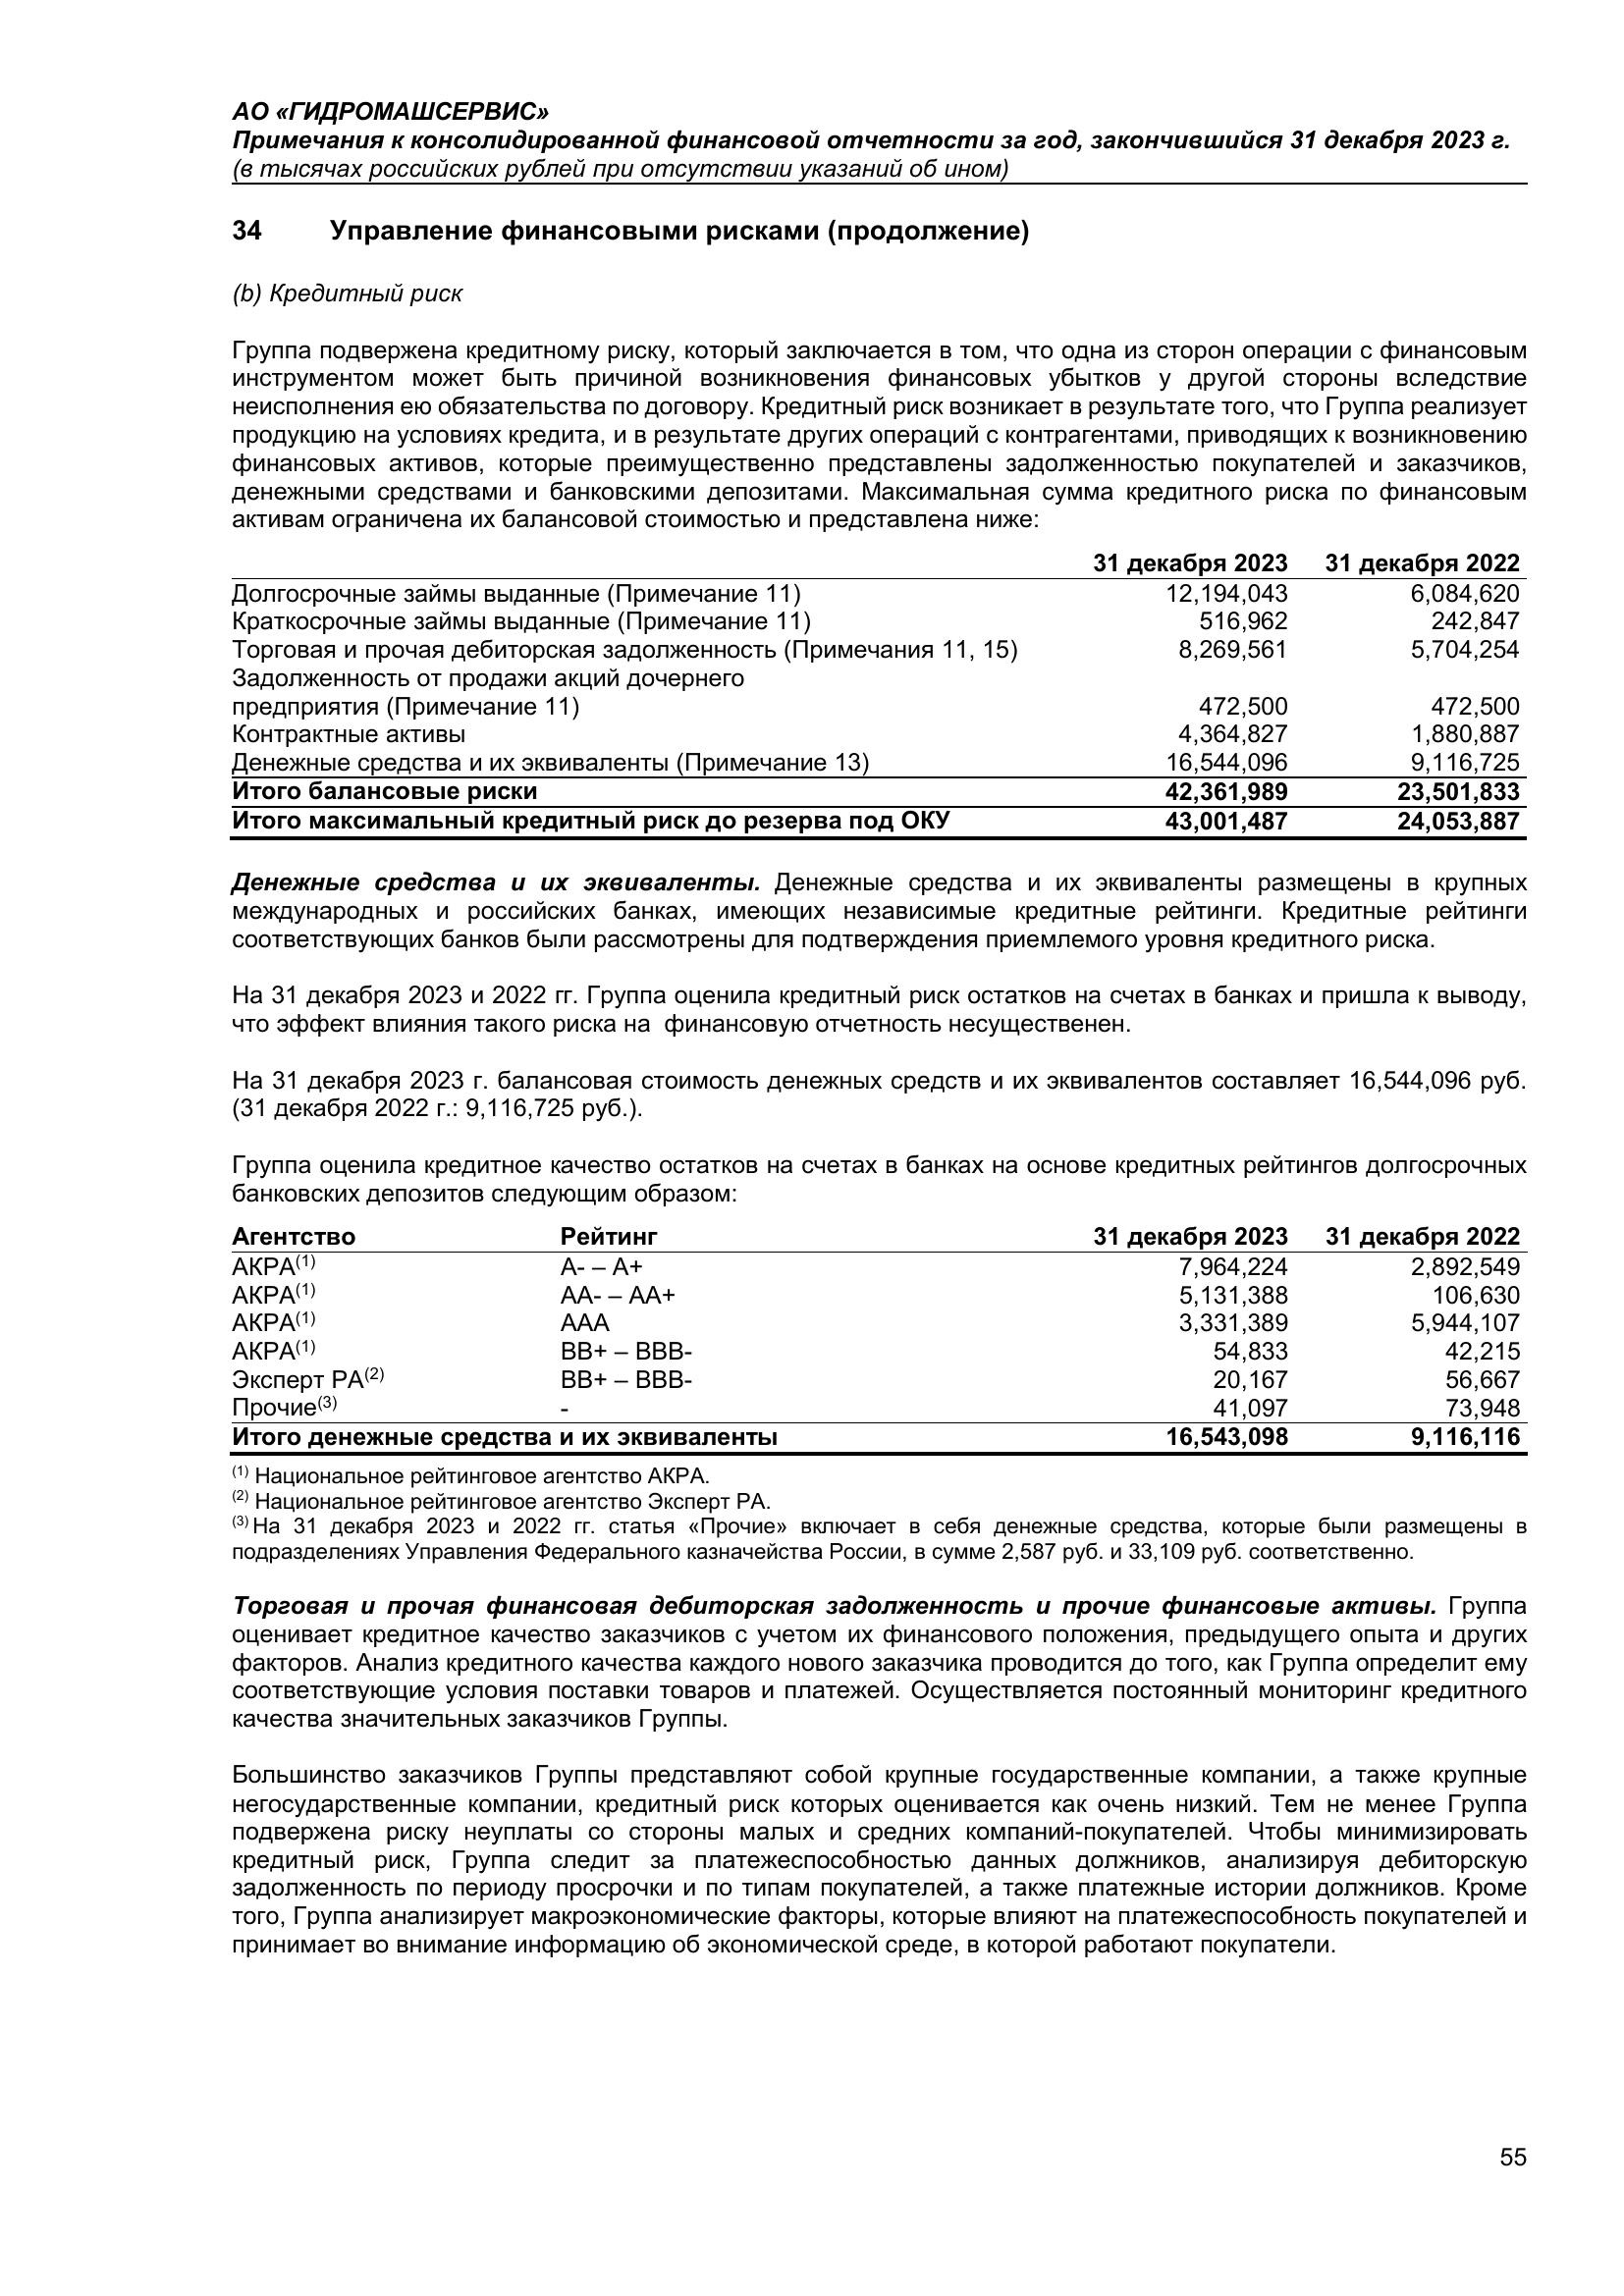 АО «ГИДРОМАШСЕРВИС»
Примечания к консолидированной финансовой отчетности за год, закончившийся 31 декабря 2023 г.
(в тысячах российских рублей при отсутствии указаний об ином)
34 Управление финансовыми рисками (продолжение)
(b) Кредитный риск
Группа подвержена кредитному риску, который заключается в том, что одна из сторон операции с финансовым
инструментом может быть причиной возникновения финансовых убытков у другой стороны вследствие
неисполнения ею обязательства по договору. Кредитный риск возникает в результате того, что Группа реализует
продукцию на условиях кредита, и в результате других операций с контрагентами, приводящих к возникновению
финансовых активов, которые преимущественно представлены задолженностью покупателей и заказчиков,
денежными средствами и банковскими депозитами. Максимальная сумма кредитного риска по финансовым
активам ограничена их балансовой стоимостью и представлена ниже:
31 декабря 2023 31 декабря 2022
Долгосрочные займы выданные (Примечание 11) 12,194,043 6,084,620
Краткосрочные займы выданные (Примечание 11) 516,962 242,847
Торговая и прочая дебиторская задолженность (Примечания 11, 15) 8,269,561 5,704,254
Задолженность от продажи акций дочернего
предприятия (Примечание 11) 472,500 472,500
Контрактные активы 4,364,827 1,880,887
Денежные средства и их эквиваленты (Примечание 13) 16,544,096 9,116,725
Итого балансовые риски 42,361,989 23,501,833
Итого максимальный кредитный риск до резерва под ОКУ 43,001,487 24,053,887
Денежные средства и их эквиваленты. Денежные средства и их эквиваленты размещены в крупных
международных и российских банках, имеющих независимые кредитные рейтинги. Кредитные рейтинги
соответствующих банков были рассмотрены для подтверждения приемлемого уровня кредитного риска.
На 31 декабря 2023 и 2022 гг. Группа оценила кредитный риск остатков на счетах в банках и пришла к выводу,
что эффект влияния такого риска на финансовую отчетность несущественен.
На 31 декабря 2023 г. балансовая стоимость денежных средств и их эквивалентов составляет 16,544,096 руб.
(31 декабря 2022 г.: 9,116,725 руб.).
Группа оценила кредитное качество остатков на счетах в банках на основе кредитных рейтингов долгосрочных
банковских депозитов следующим образом:
Агентство Рейтинг 31 декабря 2023 31 декабря 2022
АКРА(1) А- – А+ 7,964,224 2,892,549
АКРА(1) АА- – АА+ 5,131,388 106,630
АКРА(1) ААА 3,331,389 5,944,107
АКРА(1) BB+ – BBB- 54,833 42,215
Эксперт РА(2) BB+ – BBB- 20,167 56,667
Прочие(3) - 41,097 73,948
Итого денежные средства и их эквиваленты 16,543,098 9,116,116
(1) Национальное рейтинговое агентство АКРА.
(2) Национальное рейтинговое агентство Эксперт РА.
(3) На 31 декабря 2023 и 2022 гг. статья «Прочие» включает в себя денежные средства, которые были размещены в
подразделениях Управления Федерального казначейства России, в сумме 2,587 руб. и 33,109 руб. соответственно.
Торговая и прочая финансовая дебиторская задолженность и прочие финансовые активы. Группа
оценивает кредитное качество заказчиков с учетом их финансового положения, предыдущего опыта и других
факторов. Анализ кредитного качества каждого нового заказчика проводится до того, как Группа определит ему
соответствующие условия поставки товаров и платежей. Осуществляется постоянный мониторинг кредитного
качества значительных заказчиков Группы.
Большинство заказчиков Группы представляют собой крупные государственные компании, а также крупные
негосударственные компании, кредитный риск которых оценивается как очень низкий. Тем не менее Группа
подвержена риску неуплаты со стороны малых и средних компаний-покупателей. Чтобы минимизировать
кредитный риск, Группа следит за платежеспособностью данных должников, анализируя дебиторскую
задолженность по периоду просрочки и по типам покупателей, а также платежные истории должников. Кроме
того, Группа анализирует макроэкономические факторы, которые влияют на платежеспособность покупателей и
принимает во внимание информацию об экономической среде, в которой работают покупатели.
55